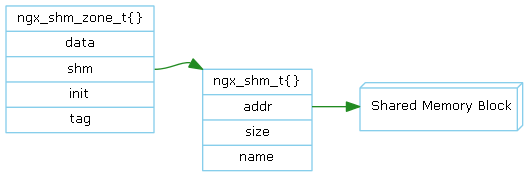 ngx_shm_zone_t{}
data
shm
init
tag
ngx_shm_t{}
addr
size
name
Shared Memory Block